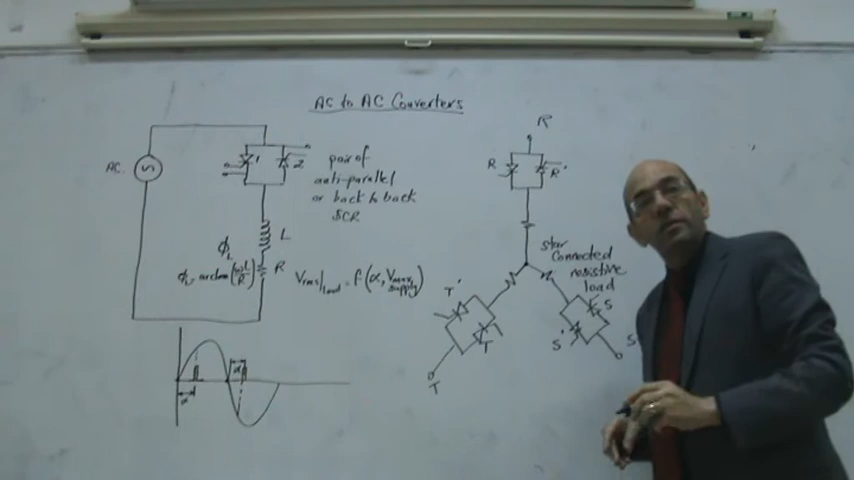 AC to AC Converters
AC
1
2
pair of
anti-parallel
or back to back
SCR
L
ϕL
R
ϕL, arctan(ωL/R)
Vrms|Load = f(α, Vmax, supply)
α
α
R
R
R'
Star
Connected
resistive
load
T'
T
T
S
S'
S